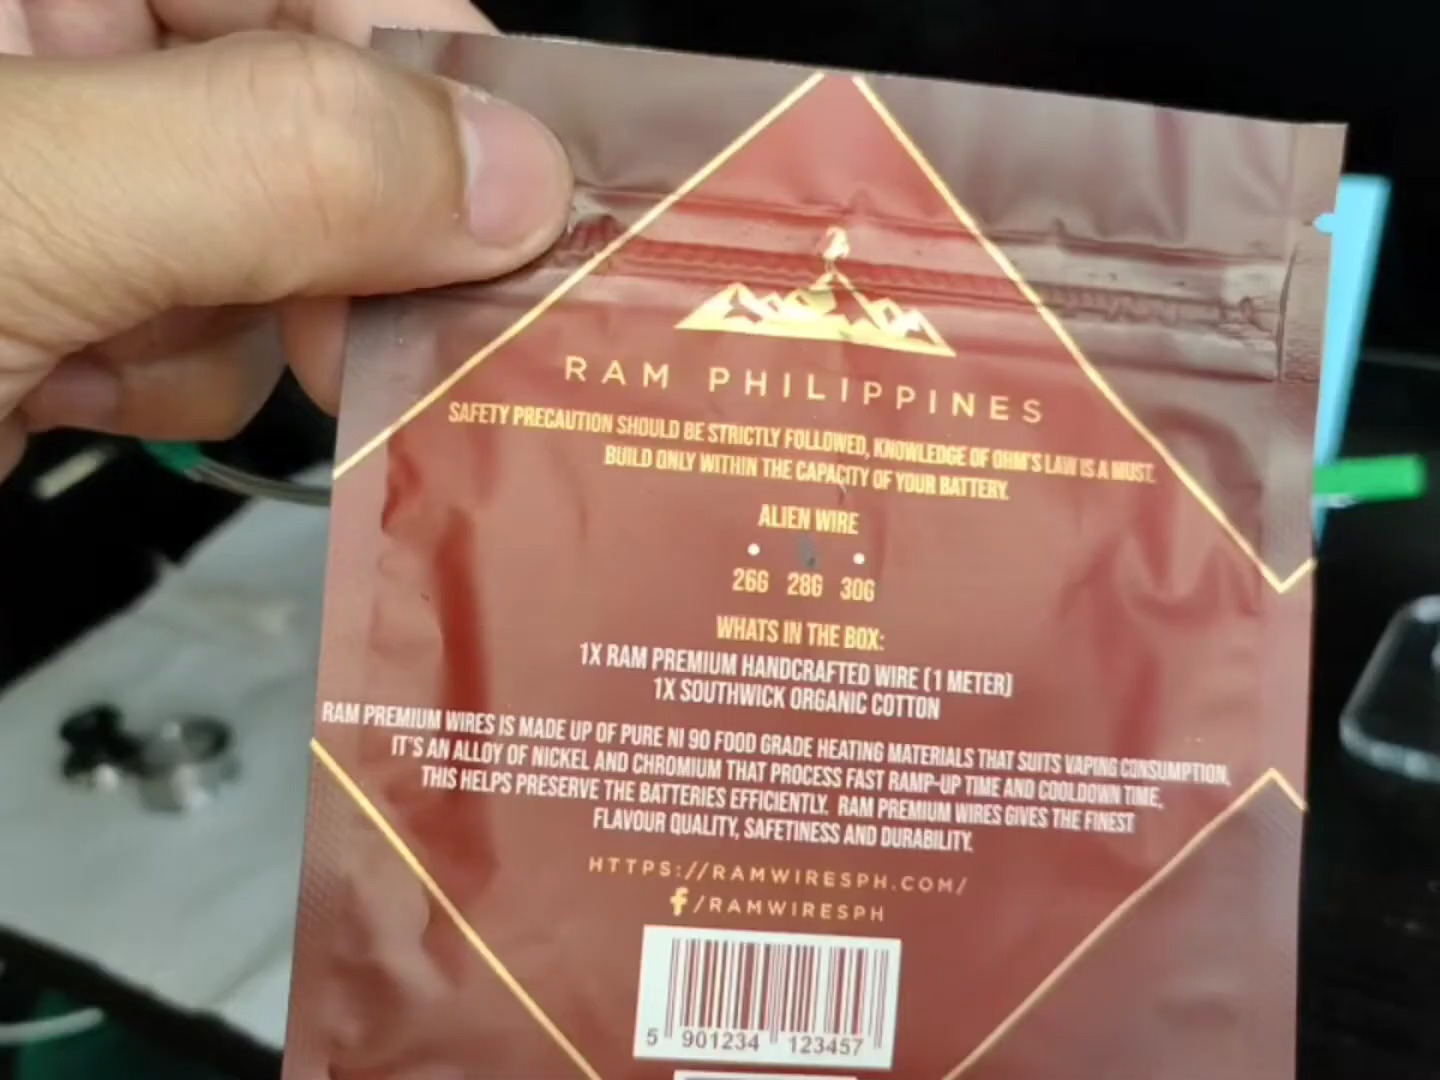 RAM PHILIPPINES
SAFETY PRECAUTION SHOULD BE STRICTLY FOLLOWED, KNOWLEDGE OF OHM'S LAW IS A MUST.
BUILD ONLY WITHIN THE CAPACITY OF YOUR BATTERY.
ALIEN WIRE
26G 28G 30G
WHATS IN THE BOX:
1X RAM PREMIUM HANDCRAFTED WIRE (1 METER)
1X SOUTHWICK ORGANIC COTTON
RAM PREMIUM WIRES IS MADE UP OF PURE NI 90 FOOD GRADE HEATING MATERIALS THAT SUITS VAPING CONSUMPTION,
IT'S AN ALLOY OF NICKEL AND CHROMIUM THAT PROCESS FAST RAMP-UP TIME AND COOLDOWN TIME,
THIS HELPS PRESERVE THE BATTERIES EFFICIENTLY. RAM PREMIUM WIRES GIVES THE FINEST
FLAVOUR QUALITY, SAFETINESS AND DURABILITY.
HTTPS://RAMWIRESPH.COM/
f/RAMWIRESPH
5 901234 123457